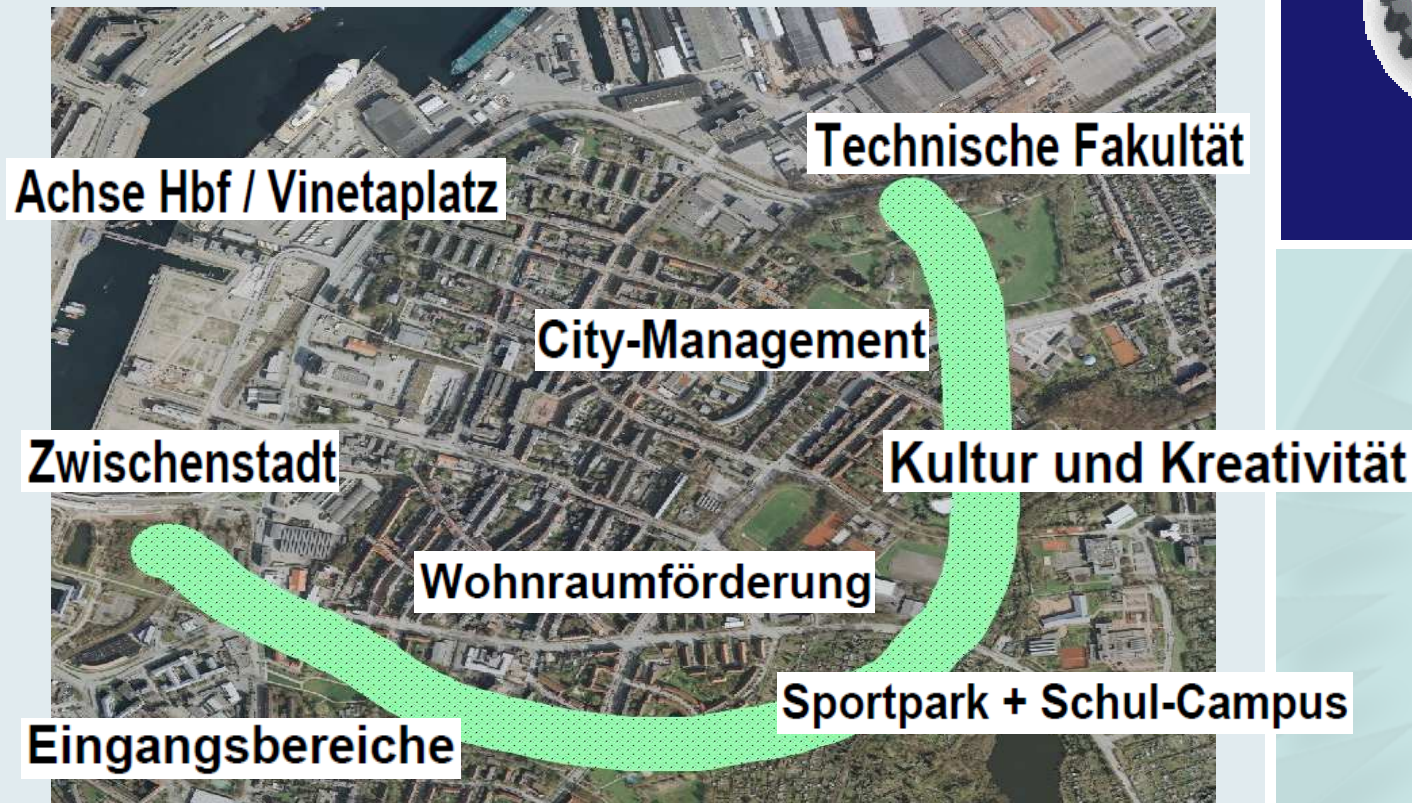 Technische Fakultät
Achse Hbf / Vinetaplatz
City-Management
Zwischenstadt
Kultur und Kreativität
Wohnraumförderung
Sportpark + Schul-Campus
Eingangsbereiche